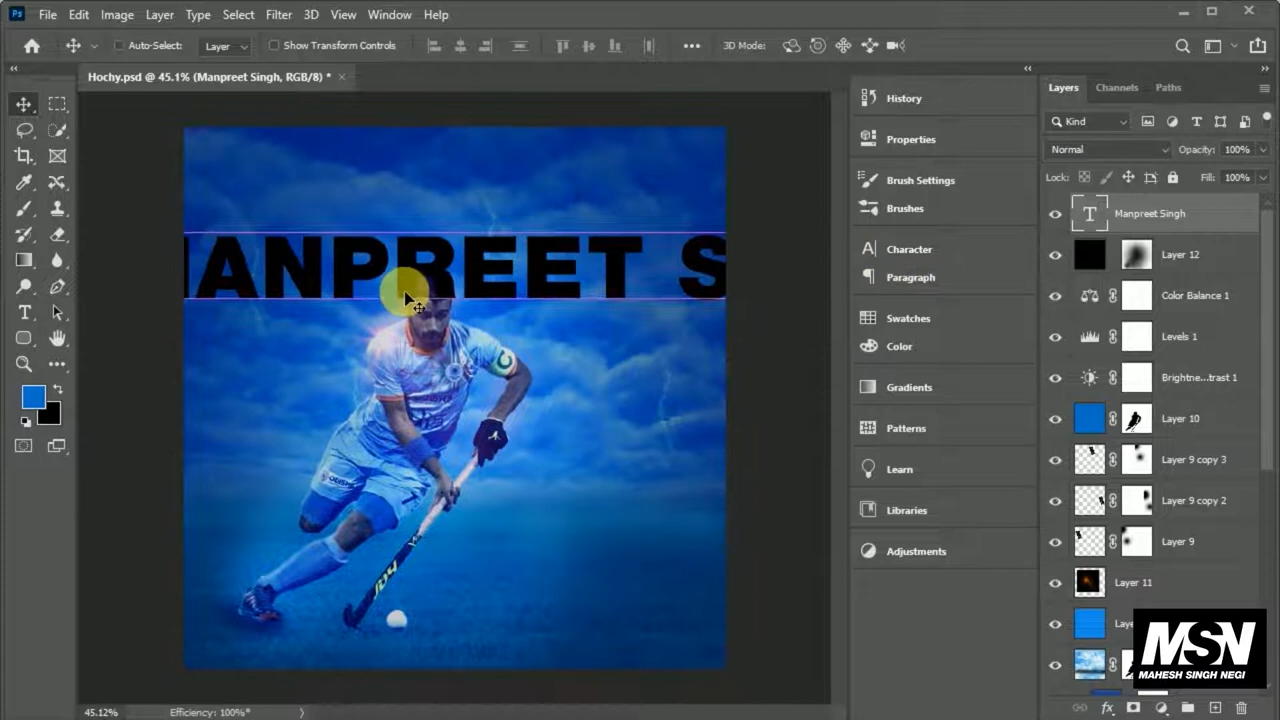 Ps File Edit Image Layer Type Select Filter 3D View Window Help
Auto-Select: Layer Show Transform Controls 3D Mode:
Hochy.psd @ 45.1% (Manpreet Singh, RGB/8) *
MANPREET S
History
Properties
Brush Settings
Brushes
Character
Paragraph
Swatches
Color
Gradients
Patterns
Learn
Libraries
Adjustments
Layers Channels Paths
Kind
Normal Opacity: 100%
Lock: Fill: 100%
T Manpreet Singh
Layer 12
Color Balance 1
Levels 1
Brightne...trast 1
Layer 10
Layer 9 copy 3
Layer 9 copy 2
Layer 9
Layer 11
Laye
MSN
MAHESH SINGH NEGI
45.12% Efficiency: 100%*